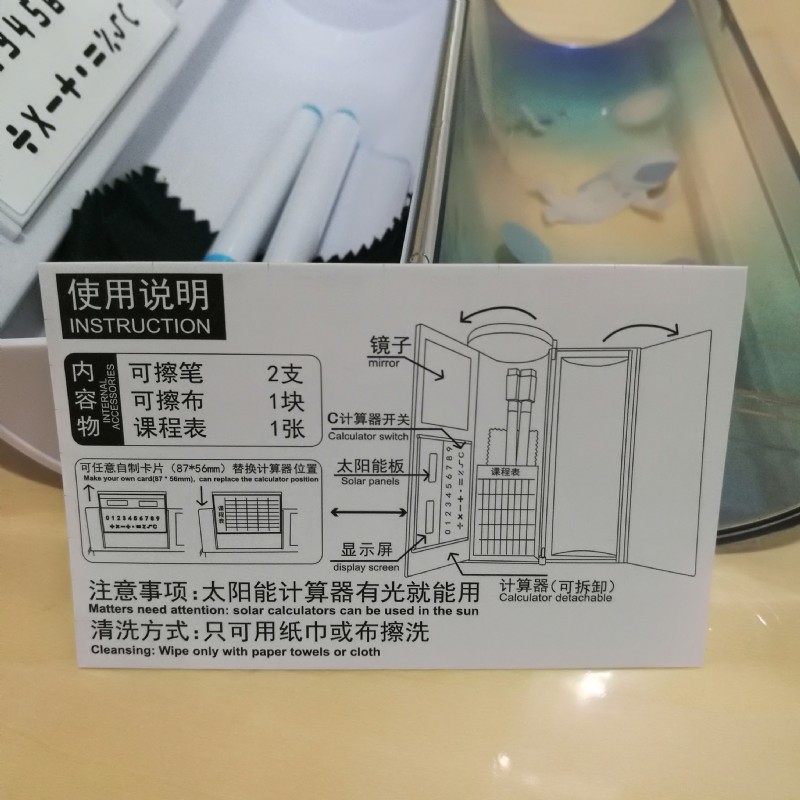 使用说明
INSTRUCTION
内容物
INTERNAL ACCESSORIES
可擦笔 2支
可擦布 1块
课程表 1张
可任意自制卡片（87*56mm）替换计算器位置
Make your own card(87 * 56mm), can replace the calculator position
0123456789
+×-÷·=%√C
课程表
镜子
mirror
C计算器开关
Calculator switch
太阳能板
Solar panels
显示屏
display screen
0123456789
÷×-+·=%√C
课程表
计算器(可拆卸)
Calculator detachable
注意事项:太阳能计算器有光就能用
Matters need attention: solar calculators can be used in the sun
清洗方式:只可用纸巾或布擦洗
Cleansing: Wipe only with paper towels or cloth